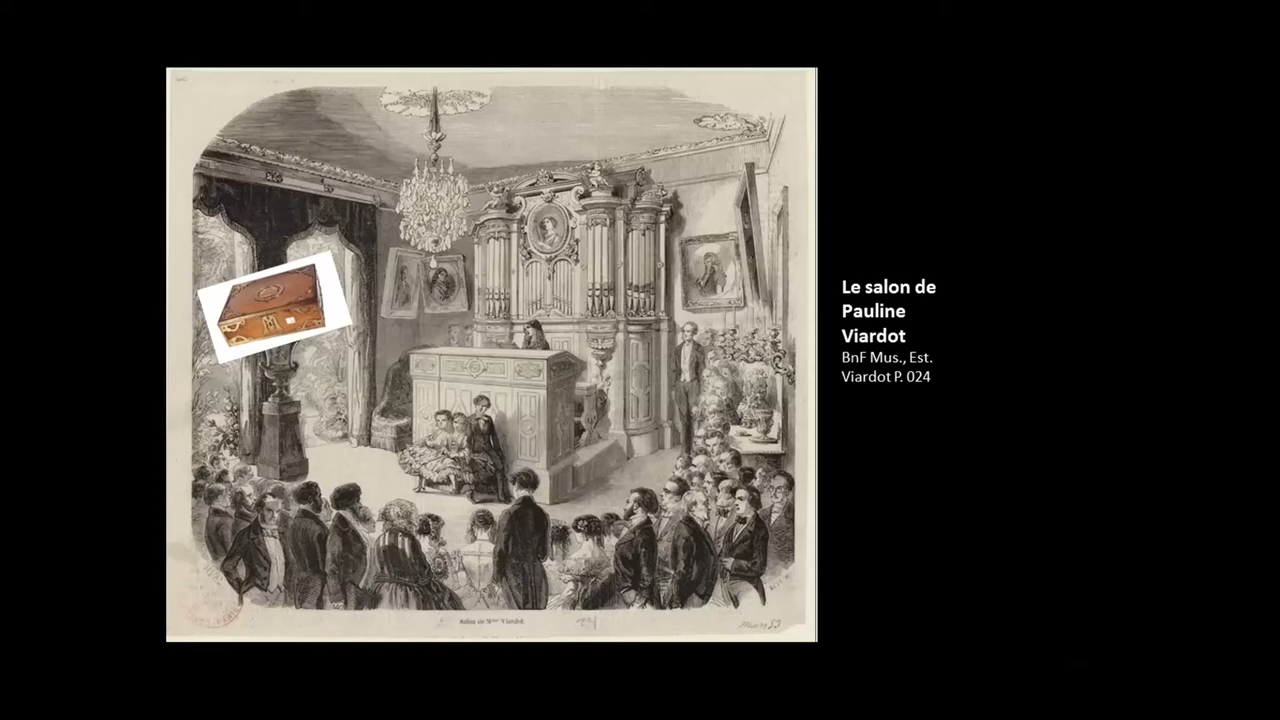 Le salon de
Pauline
Viardot
BnF Mus., Est.
Viardot P. 024
Salon de Mme Viardot.